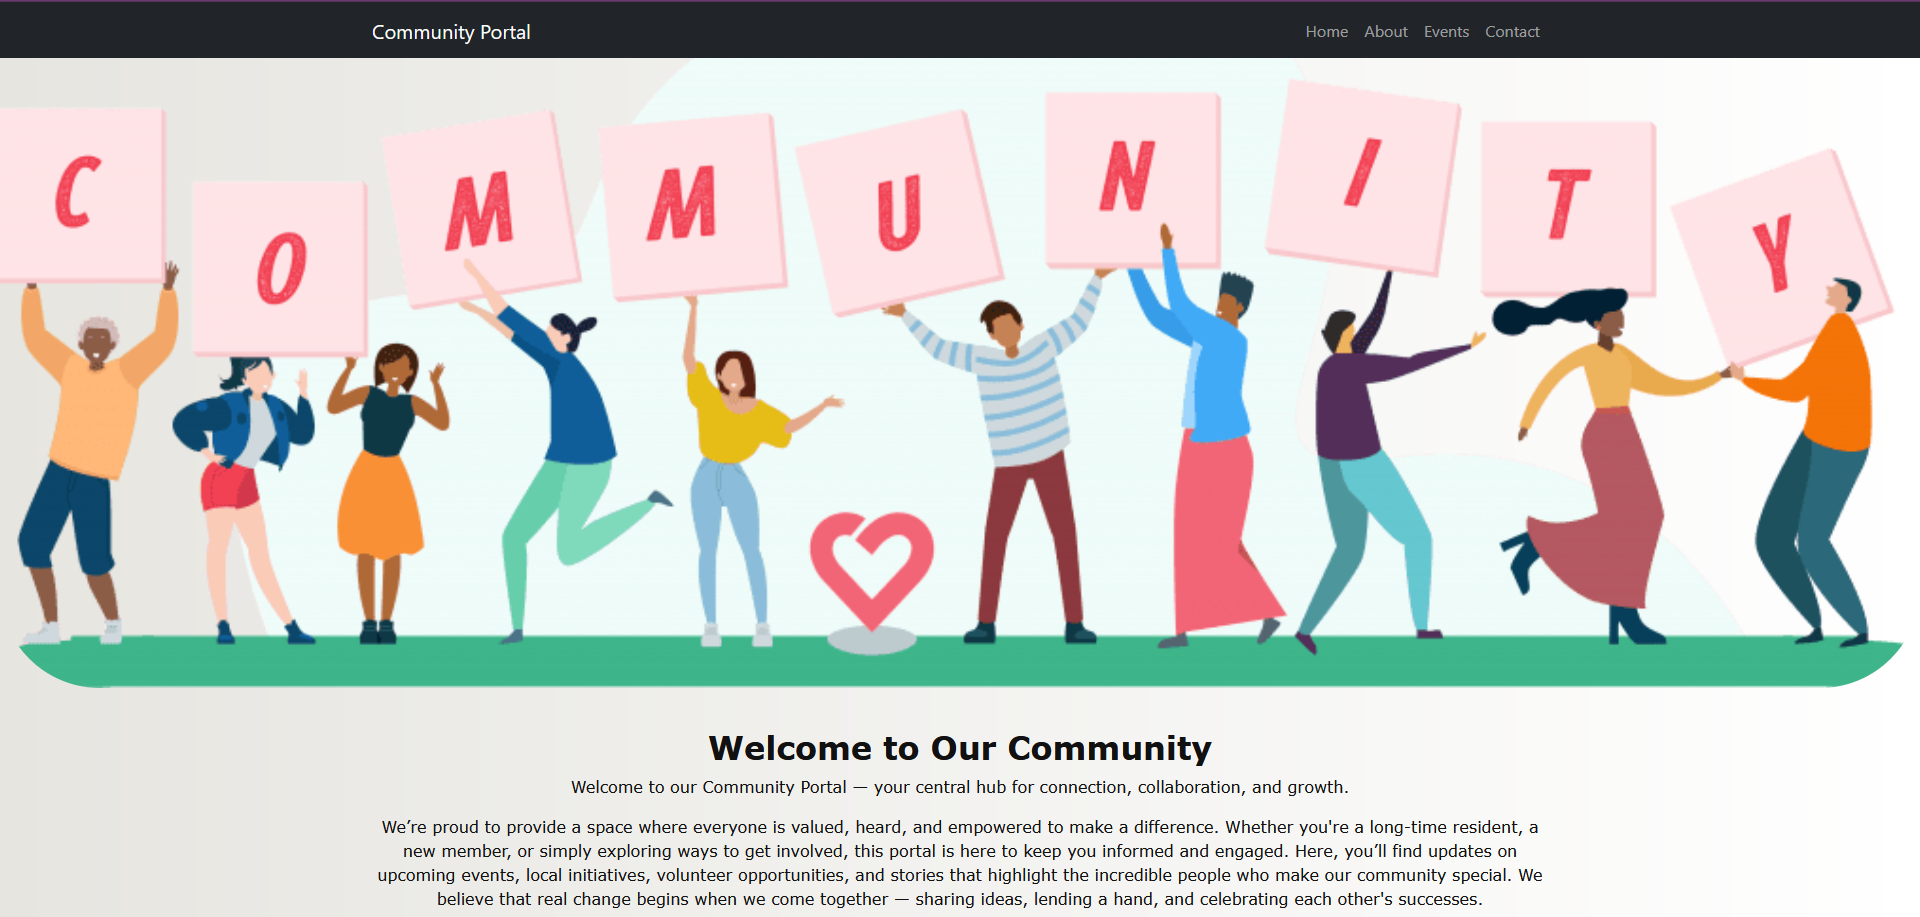 Community Portal
Home About Events Contact
COMMUNITY
Welcome to Our Community
Welcome to our Community Portal — your central hub for connection, collaboration, and growth.
We’re proud to provide a space where everyone is valued, heard, and empowered to make a difference. Whether you're a long-time resident, a
new member, or simply exploring ways to get involved, this portal is here to keep you informed and engaged. Here, you’ll find updates on
upcoming events, local initiatives, volunteer opportunities, and stories that highlight the incredible people who make our community special. We
believe that real change begins when we come together — sharing ideas, lending a hand, and celebrating each other's successes.